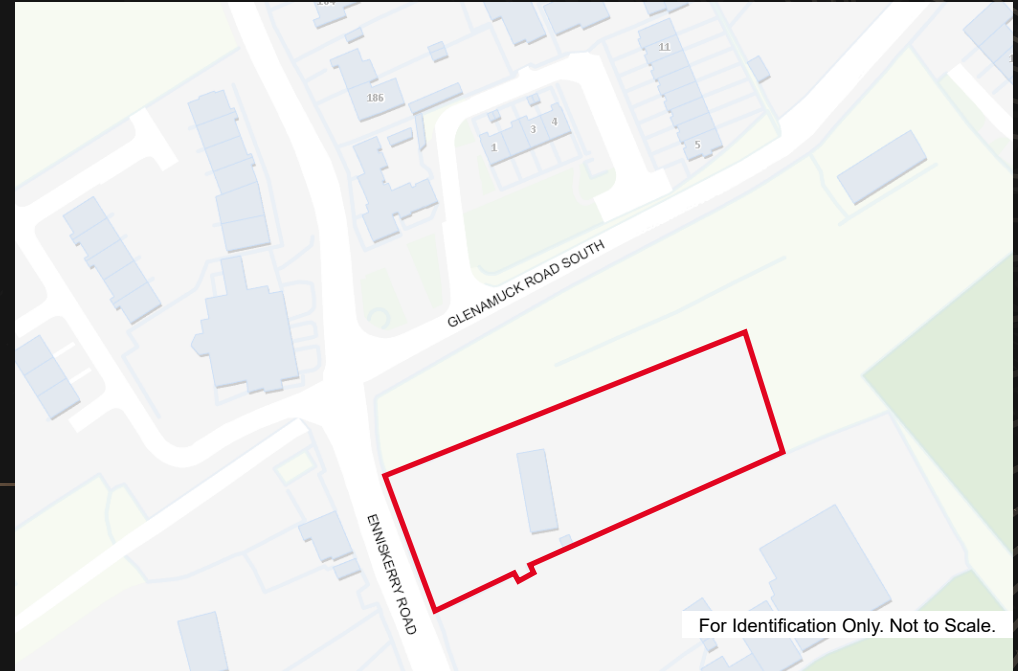 186
11
1
3
4
5
GLENAMUCK ROAD SOUTH
ENNISKERRY ROAD
For Identification Only. Not to Scale.